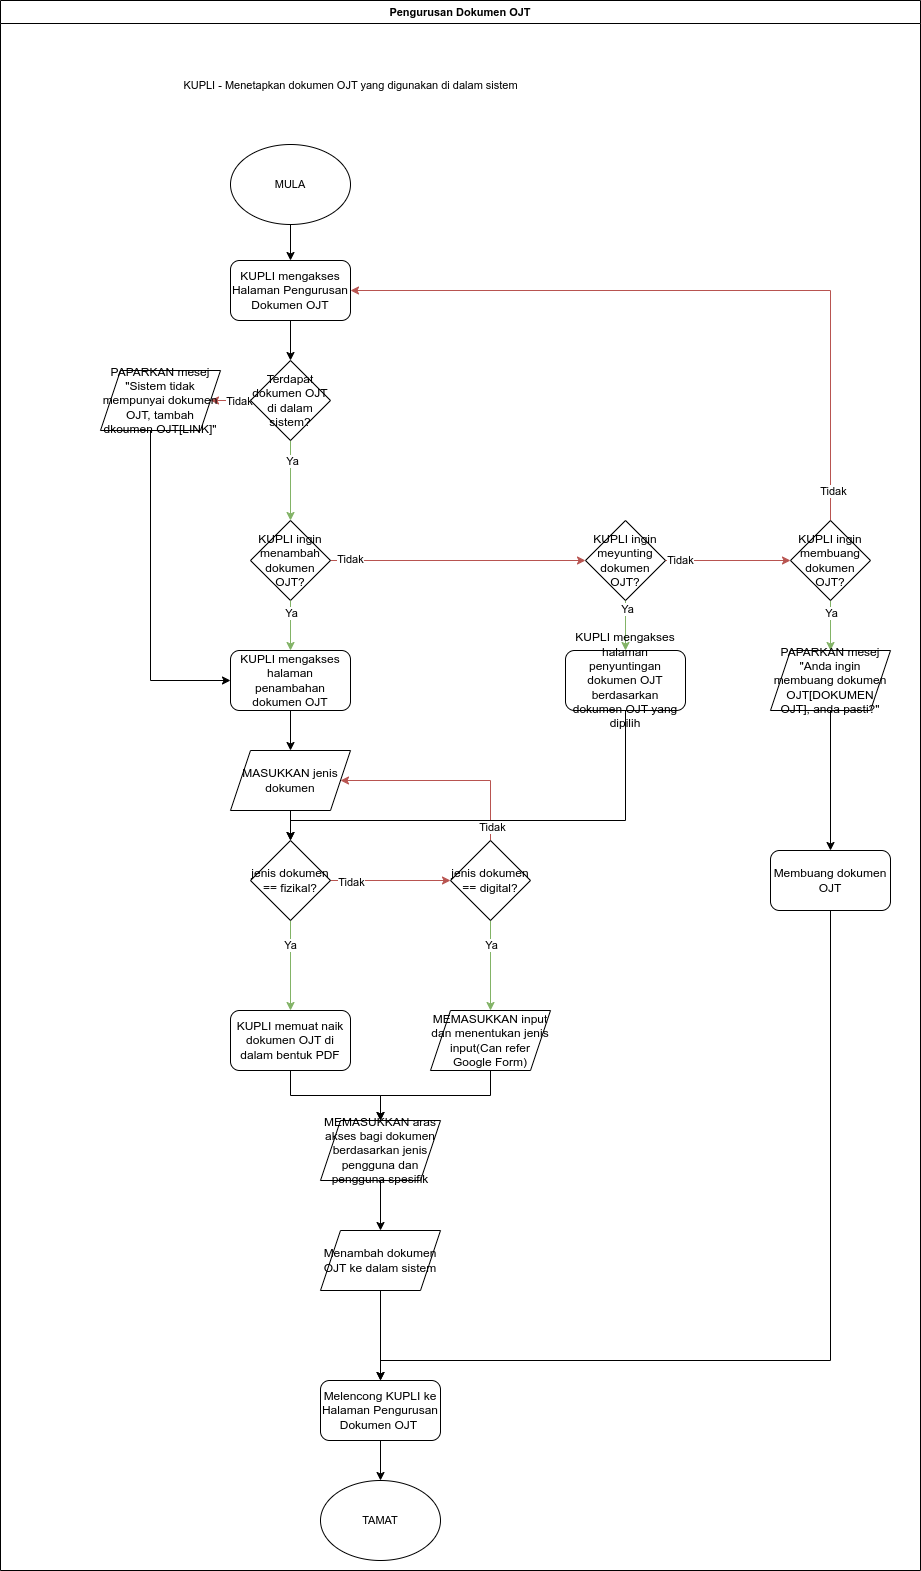 Pengurusan Dokumen OJT
KUPLI - Menetapkan dokumen OJT yang digunakan di dalam sistem
MULA
KUPLI mengakses
Halaman Pengurusan
Dokumen OJT
Terdapat
dokumen OJT
di dalam
sistem?
Tidak
PAPARKAN mesej
"Sistem tidak
mempunyai dokumen
OJT, tambah
dkoumen OJT[LINK]"
Ya
KUPLI ingin
menambah
dokumen
OJT?
Tidak
KUPLI ingin
meyunting
dokumen
OJT?
Tidak
KUPLI ingin
membuang
dokumen
OJT?
Tidak
Ya
Ya
Ya
KUPLI mengakses
halaman
penambahan
dokumen OJT
KUPLI mengakses
halaman
penyuntingan
dokumen OJT
berdasarkan
dokumen OJT yang
dipilih
PAPARKAN mesej
"Anda ingin
membuang dokumen
OJT[DOKUMEN
OJT], anda pasti?"
MASUKKAN jenis
dokumen
Tidak
jenis dokumen
== fizikal?
Tidak
jenis dokumen
== digital?
Membuang dokumen
OJT
Ya
Ya
KUPLI memuat naik
dokumen OJT di
dalam bentuk PDF
MEMASUKKAN input
dan menentukan jenis
input(Can refer
Google Form)
MEMASUKKAN aras
akses bagi dokumen
berdasarkan jenis
pengguna dan
pengguna spesifik
Menambah dokumen
OJT ke dalam sistem
Melencong KUPLI ke
Halaman Pengurusan
Dokumen OJT
TAMAT